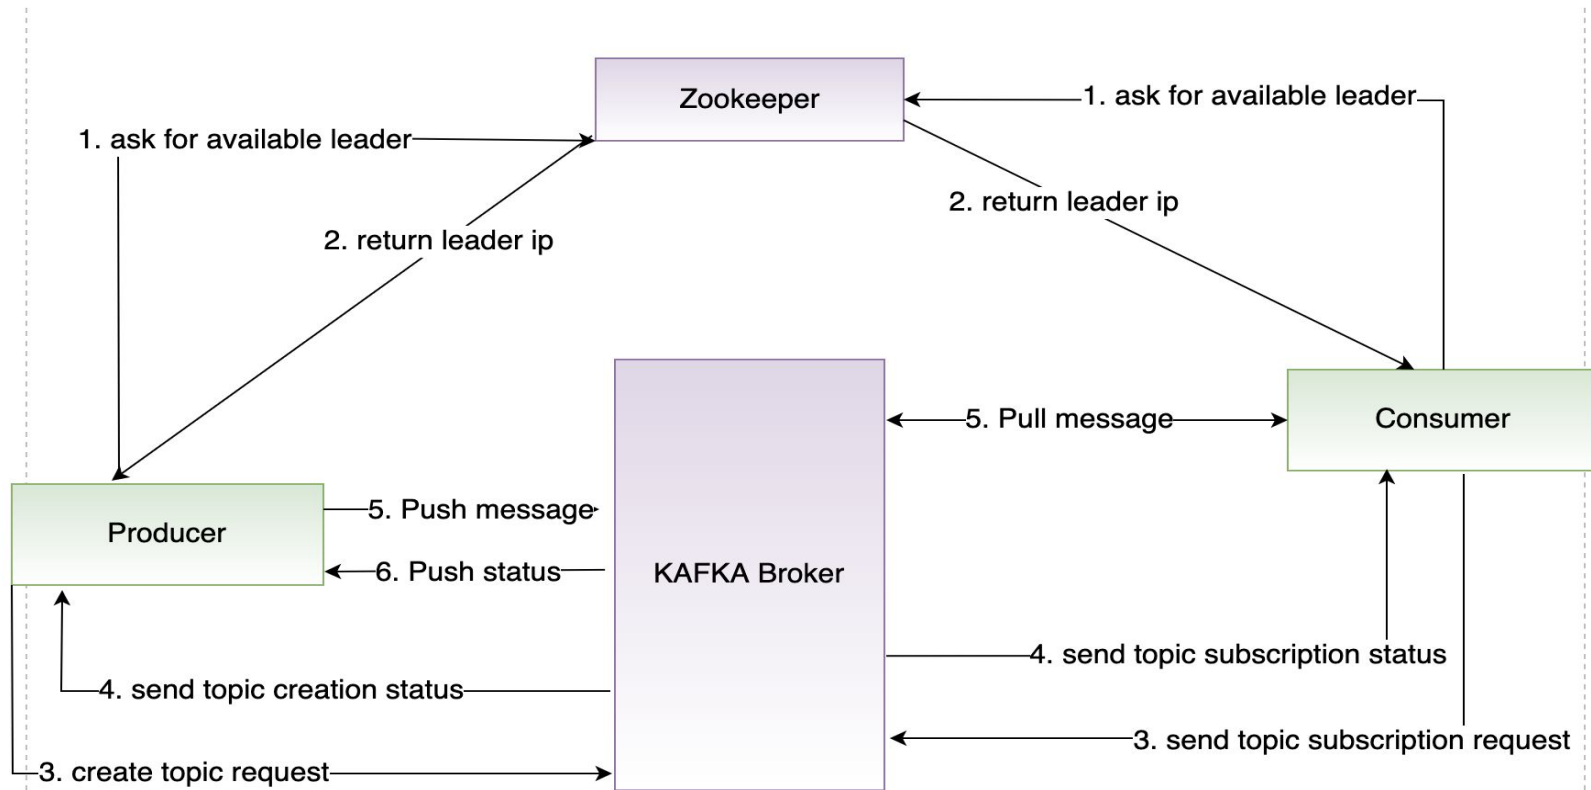 Zookeeper
1. ask for available leader
1. ask for available leader
2. return leader ip
2. return leader ip
5. Pull message
Consumer
5. Push message
Producer
6. Push status
KAFKA Broker
4. send topic subscription status
4. send topic creation status
3. send topic subscription request
3. create topic request